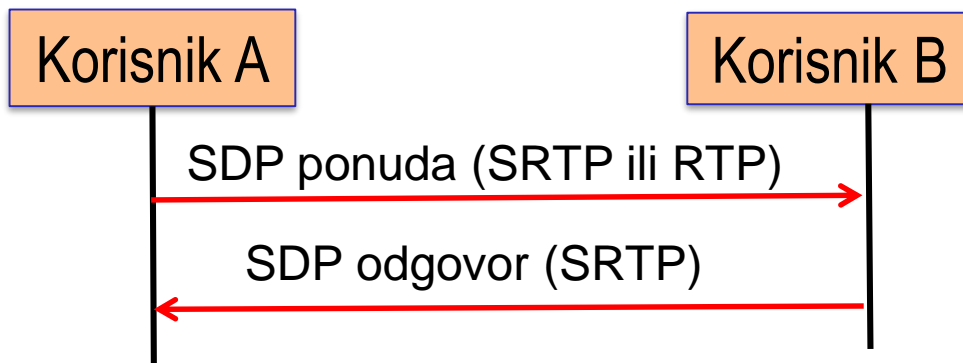 Korisnik A
Korisnik B
SDP ponuda (SRTP ili RTP)
SDP odgovor (SRTP)